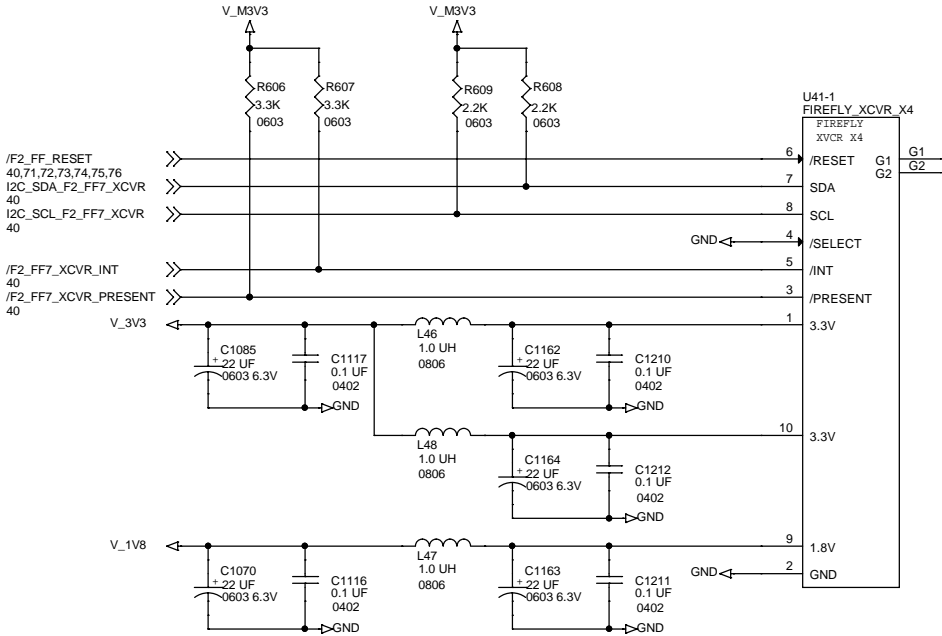 V_M3V3
V_M3V3
R606
3.3K
0603
R607
3.3K
0603
R609
2.2K
0603
R608
2.2K
0603
U41-1
FIREFLY_XCVR_X4
FIREFLY
XVCR X4
/F2_FF_RESET
40,71,72,73,74,75,76
6
/RESET
G1
G1
G2
G2
I2C_SDA_F2_FF7_XCVR
40
7
SDA
I2C_SCL_F2_FF7_XCVR
40
8
SCL
GND
4
/SELECT
/F2_FF7_XCVR_INT
40
5
/INT
/F2_FF7_XCVR_PRESENT
40
3
/PRESENT
V_3V3
1
3.3V
L46
1.0 UH
0806
C1085
+
22 UF
0603 6.3V
C1117
0.1 UF
0402
GND
C1162
+
22 UF
0603 6.3V
C1210
0.1 UF
0402
GND
10
3.3V
L48
1.0 UH
0806
C1164
+
22 UF
0603 6.3V
C1212
0.1 UF
0402
GND
V_1V8
9
1.8V
L47
1.0 UH
0806
2
GND
GND
C1070
+
22 UF
0603 6.3V
C1116
0.1 UF
0402
GND
C1163
+
22 UF
0603 6.3V
C1211
0.1 UF
0402
GND